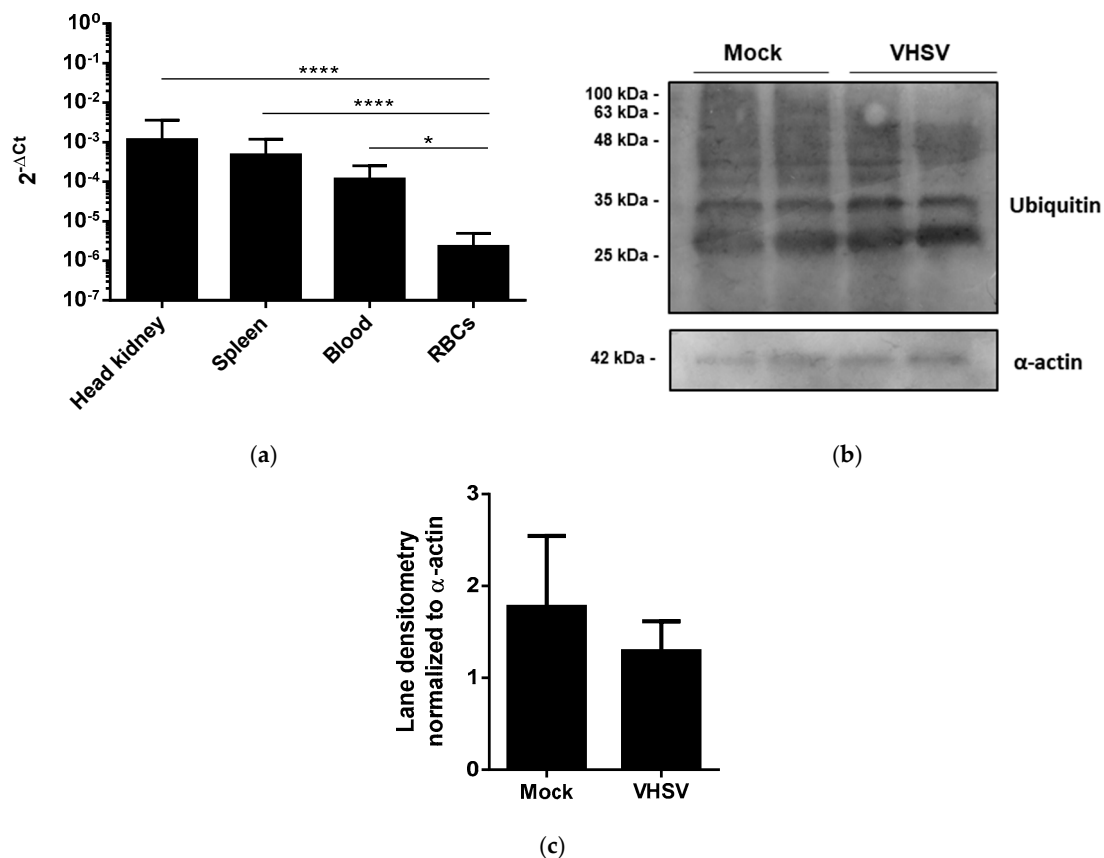 10⁰
10⁻¹
10⁻²
10⁻³
10⁻⁴
10⁻⁵
10⁻⁶
10⁻⁷
2⁻ΔCt
****
****
*
Head kidney
Spleen
Blood
RBCs
(a)
Mock VHSV
100 kDa -
63 kDa -
48 kDa -
35 kDa -
25 kDa -
Ubiquitin
42 kDa -
α-actin
(b)
3
2
1
0
Lane densitometry
normalized to α-actin
Mock VHSV
(c)